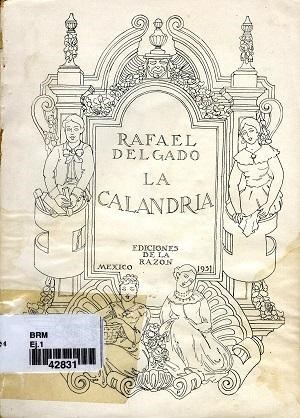 RAFAEL
DELGADO
LA
CALANDRIA
EDICIONES
DE LA
RAZON
MEXICO 1931
BRM
Ej.1
42831